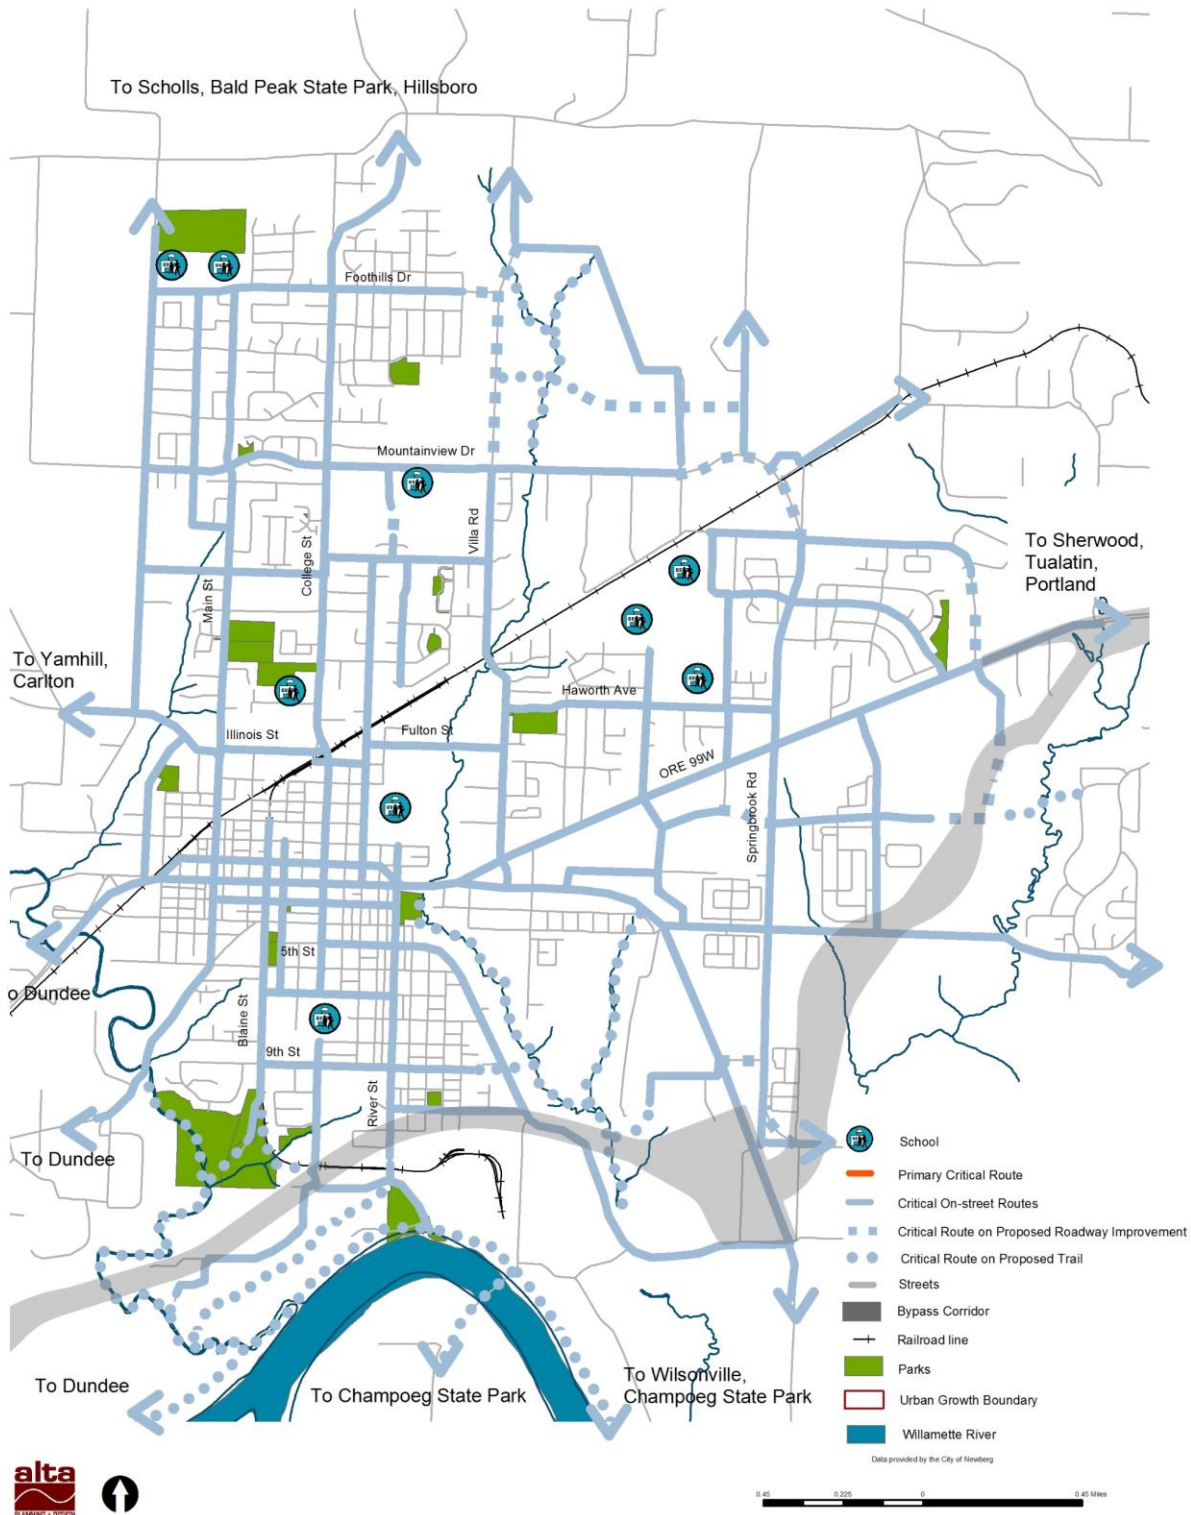 To Scholls, Bald Peak State Park, Hillsboro
Foothills Dr
Mountainview Dr
Villa Rd
College St
Main St
To Sherwood,
Tualatin,
Portland
To Yamhill,
Carlton
Haworth Ave
Illinois St
Fulton St
ORE 99W
Springbrook Rd
5th St
o Dundee
Blaine St
9th St
River St
To Dundee
School
Primary Critical Route
Critical On-street Routes
Critical Route on Proposed Roadway Improvement
Critical Route on Proposed Trail
Streets
Bypass Corridor
Railroad line
Parks
Urban Growth Boundary
Willamette River
Data provided by the City of Newberg
To Dundee
To Champoeg State Park
To Wilsonville,
Champoeg State Park
alta
PLANNING + DESIGN
0.45 0.225 0 0.45 Miles